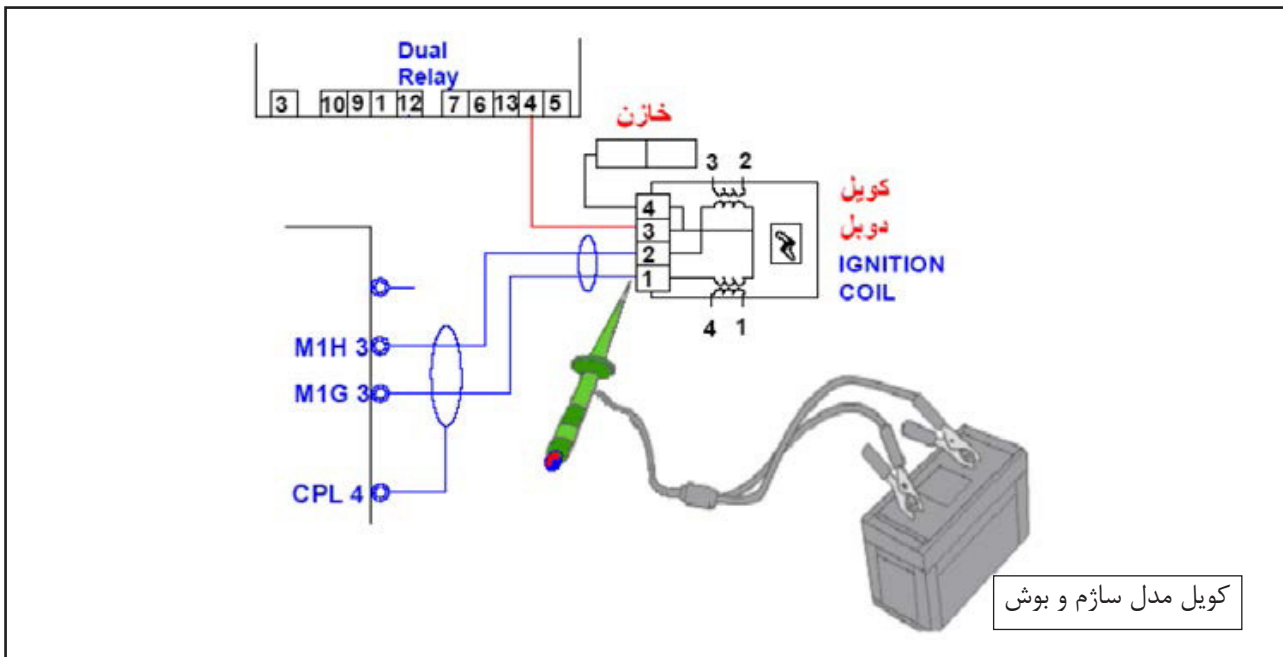 Dual
Relay
3 10 9 1 12 7 6 13 4 5
خازن
3 2
4
3
2
1
کویل
دوبل
IGNITION
COIL
4 1
M1H 3
M1G 3
CPL 4
کویل مدل ساژم و بوش